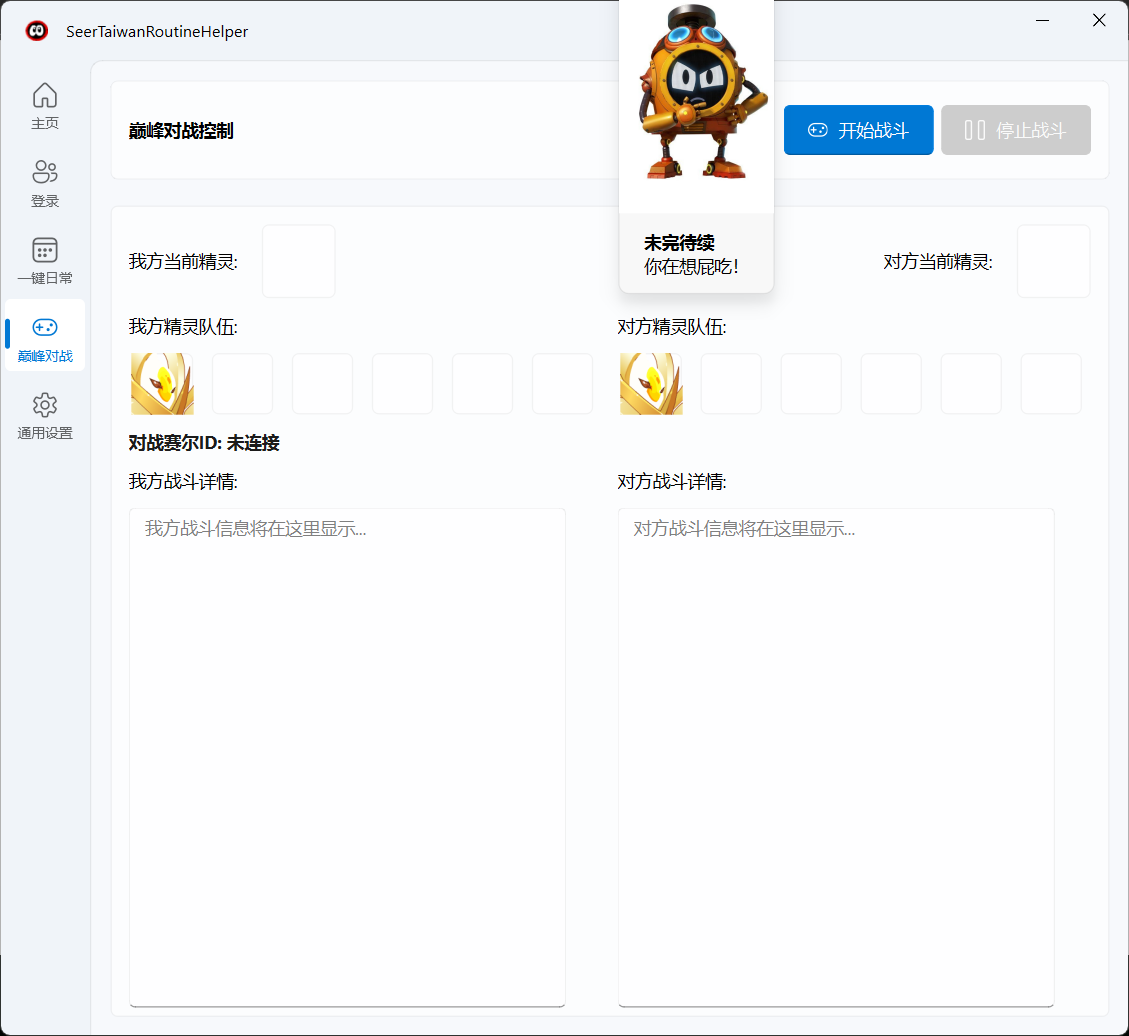 SeerTaiwanRoutineHelper
主页
登录
一键日常
巅峰对战
通用设置
巅峰对战控制
开始战斗
停止战斗
未完待续
你在想屁吃！
我方当前精灵:
对方当前精灵:
我方精灵队伍:
对方精灵队伍:
对战赛尔ID: 未连接
我方战斗详情:
对方战斗详情:
我方战斗信息将在这里显示...
对方战斗信息将在这里显示...